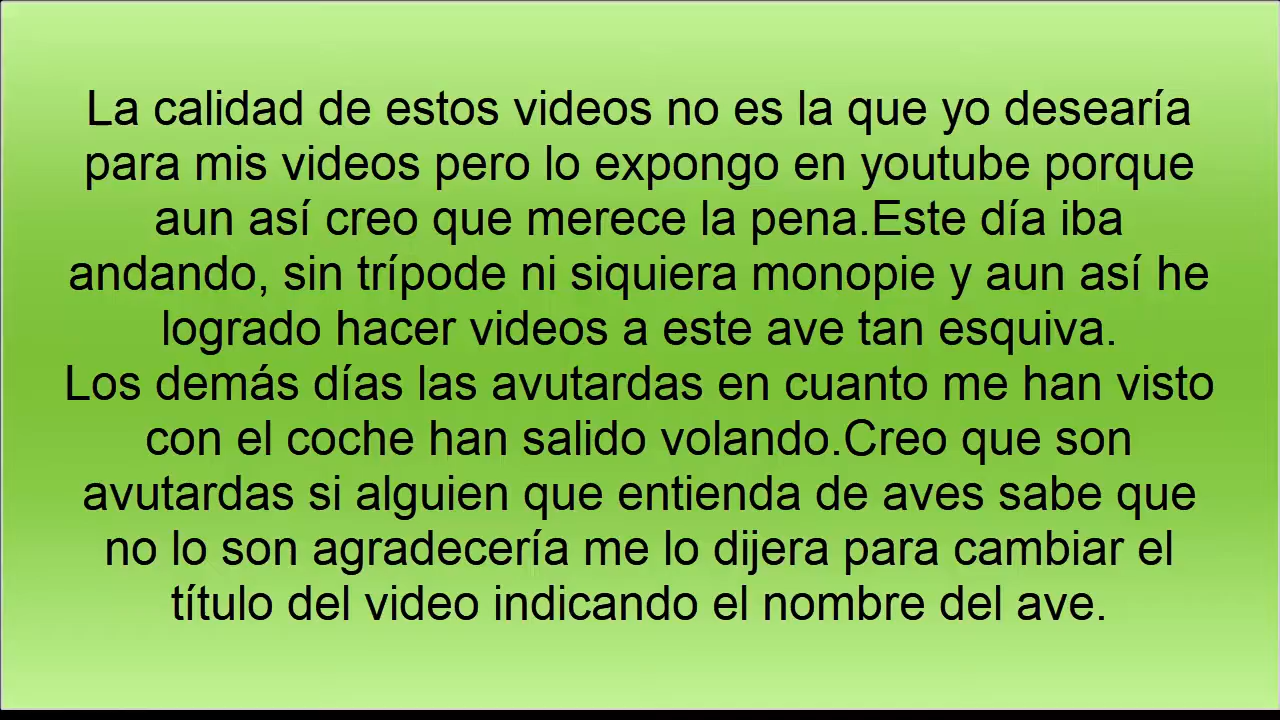 La calidad de estos videos no es la que yo desearía
para mis videos pero lo expongo en youtube porque
aun así creo que merece la pena.Este día iba
andando, sin trípode ni siquiera monopie y aun así he
logrado hacer videos a este ave tan esquiva.
Los demás días las avutardas en cuanto me han visto
con el coche han salido volando.Creo que son
avutardas si alguien que entienda de aves sabe que
no lo son agradecería me lo dijera para cambiar el
título del video indicando el nombre del ave.